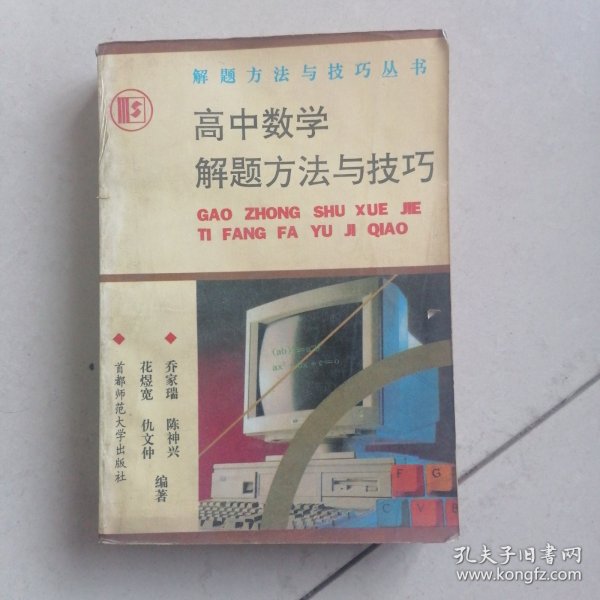 解题方法与技巧丛书
高中数学
解题方法与技巧
GAO ZHONG SHU XUE JIE
TI FANG FA YU JI QIAO
乔家瑞 陈神兴
花煜宽 仇文仲 编著
首都师范大学出版社
F G
C V B
孔夫子旧书网
www.kongfz.com